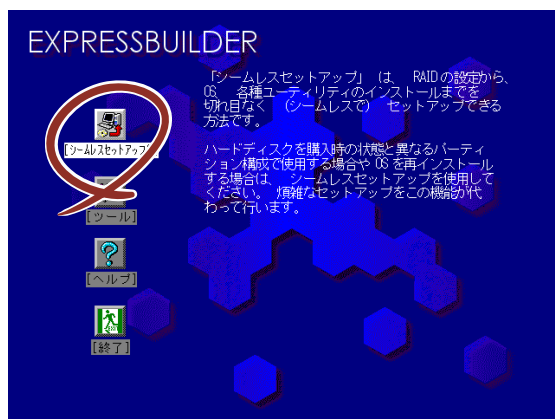 EXPRESSBUILDER
「シームレスセットアップ」 は、 RAIDの設定から、
OS、 各種ユーティリティのインストールまでを
切れ目なく (シームレスで) セットアップできる
方法です。
ハードディスクを購入時の状態と異なるパーティ
ション構成で使用する場合や OS を再インストール
する場合は、 シームレスセットアップを使用して
ください。 煩雑なセットアップをこの機能が代
わって行います。
[シームレスセットアップ]
[ツール]
[ヘルプ]
[終了]